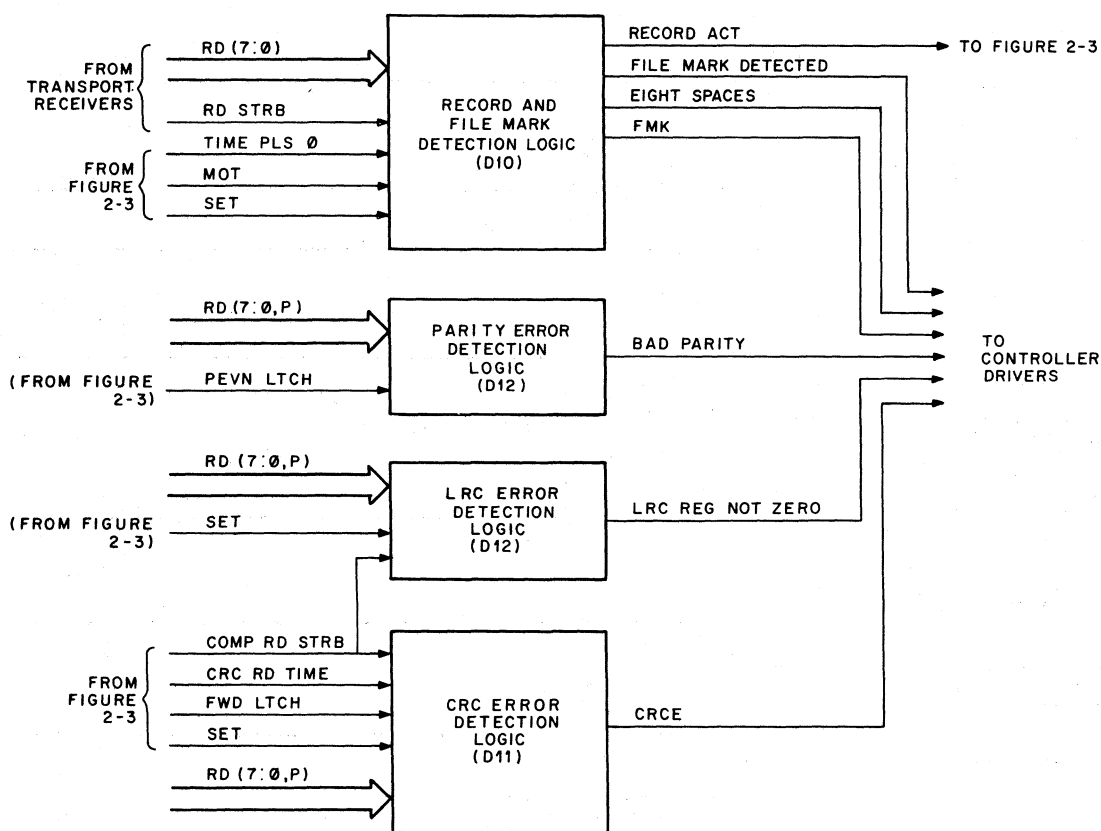 RD (7:0)
FROM
TRANSPORT
RECEIVERS
RD STRB
TIME PLS Ø
FROM
FIGURE
2-3
MOT
SET
RECORD AND
FILE MARK
DETECTION LOGIC
(D10)
RECORD ACT
TO FIGURE 2-3
FILE MARK DETECTED
EIGHT SPACES
FMK
RD (7:Ø,P)
(FROM FIGURE
2-3)
PEVN LTCH
PARITY ERROR
DETECTION
LOGIC
(D12)
BAD PARITY
TO
CONTROLLER
DRIVERS
RD (7:Ø,P)
(FROM FIGURE
2-3)
SET
LRC ERROR
DETECTION
LOGIC
(D12)
LRC REG NOT ZERO
COMP RD STRB
FROM
FIGURE
2-3
CRC RD TIME
FWD LTCH
SET
RD (7:Ø,P)
CRC ERROR
DETECTION
LOGIC
(D11)
CRCE